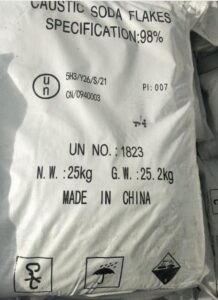 CAUSTIC SODA FLAKES
SPECIFICATION:98%
un
5H3/Y26/S/21
CN/0940003
PI: 007
UN NO.:1823
N.W.:25kg G.W.:25.2kg
MADE IN CHINA